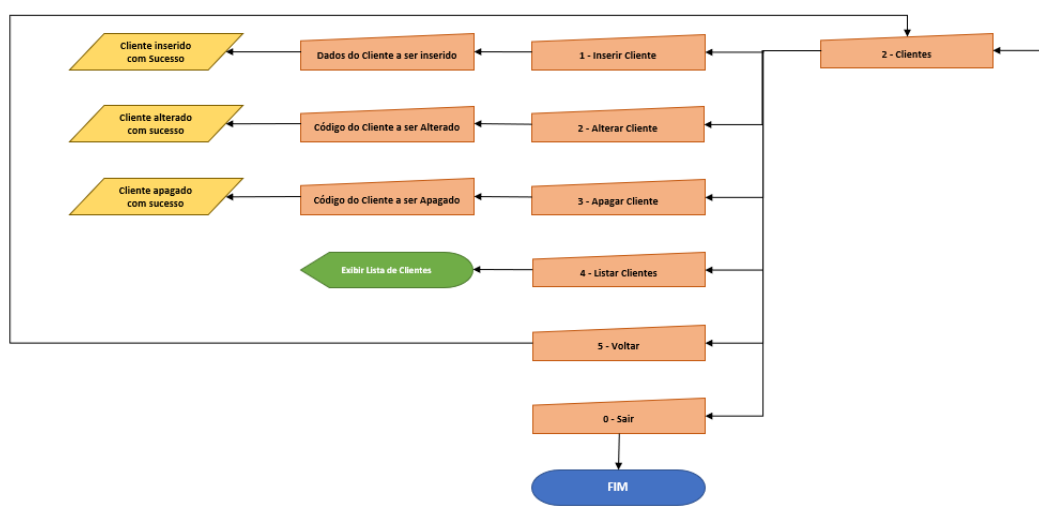 Cliente inserido
com Sucesso
Dados do Cliente a ser inserido
1 - Inserir Cliente
2 - Clientes
Cliente alterado
com sucesso
Código do Cliente a ser Alterado
2 - Alterar Cliente
Cliente apagado
com sucesso
Código do Cliente a ser Apagado
3 - Apagar Cliente
Exibir Lista de Clientes
4 - Listar Clientes
5 - Voltar
0 - Sair
FIM